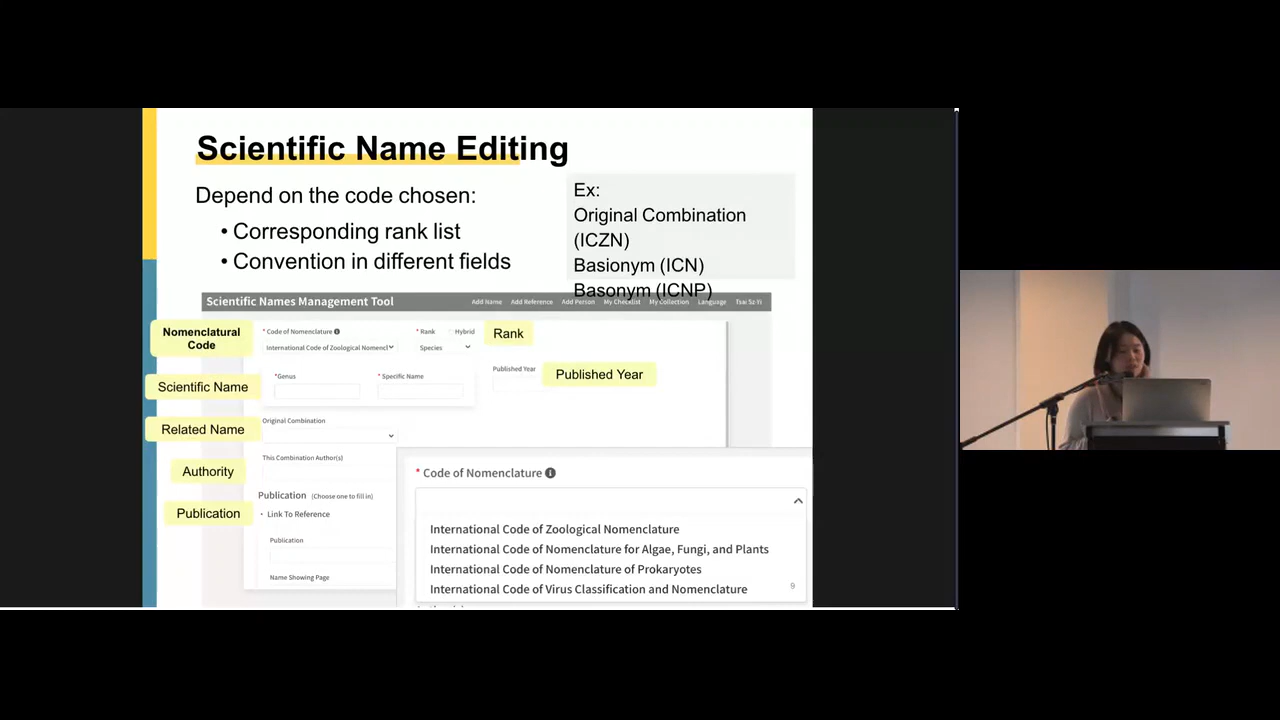 Scientific Name Editing
Depend on the code chosen:
• Corresponding rank list
• Convention in different fields
Ex:
Original Combination
(ICZN)
Basionym (ICN)
Basonym (ICNP)
Scientific Names Management Tool
Add Name Add Reference Add Person My Checklist My Collection Language Tsai Sz-Yi
Nomenclatural
Code
* Code of Nomenclature
* Rank Hybrid
Rank
International Code of Zoological Nomencl
Species
Scientific Name
*Genus
* Specific Name
Published Year
Published Year
Related Name
Original Combination
Authority
This Combination Author(s)
Publication
Publication (Choose one to fill in)
• Link To Reference
Publication
Name Showing Page
* Code of Nomenclature
International Code of Zoological Nomenclature
International Code of Nomenclature for Algae, Fungi, and Plants
International Code of Nomenclature of Prokaryotes
International Code of Virus Classification and Nomenclature
9